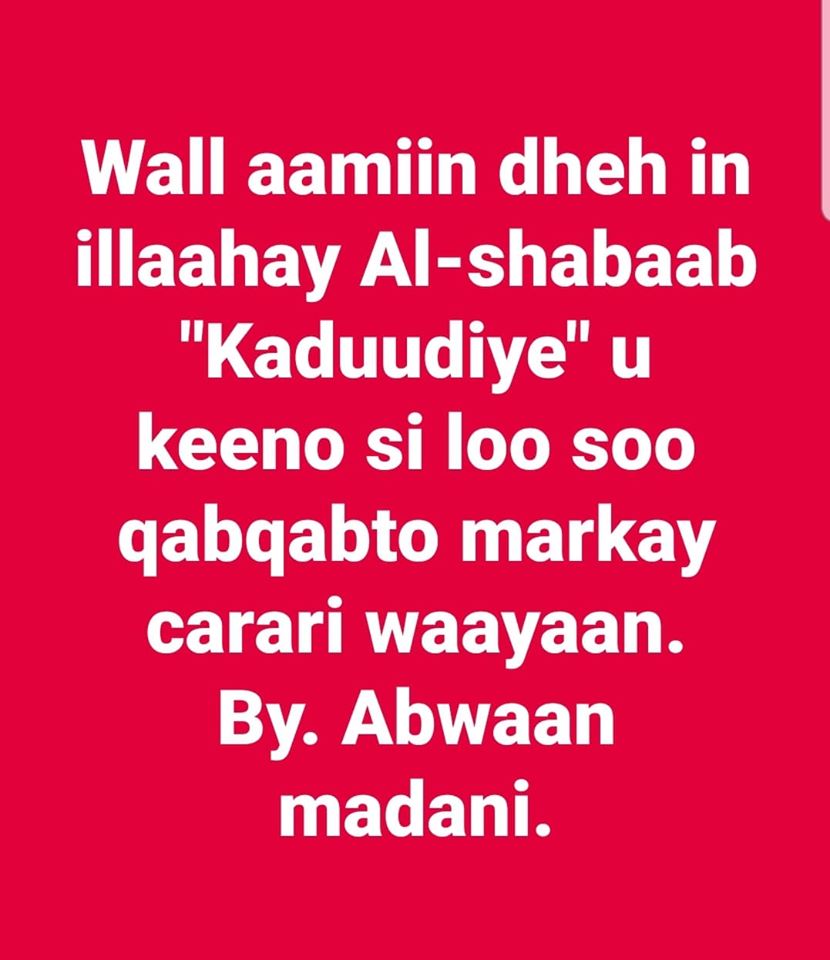 Wall aamiin dheh in
illaahay Al-shabaab
"Kaduudiye" u
keeno si loo soo
qabqabto markay
carari waayaan.
By. Abwaan
madani.